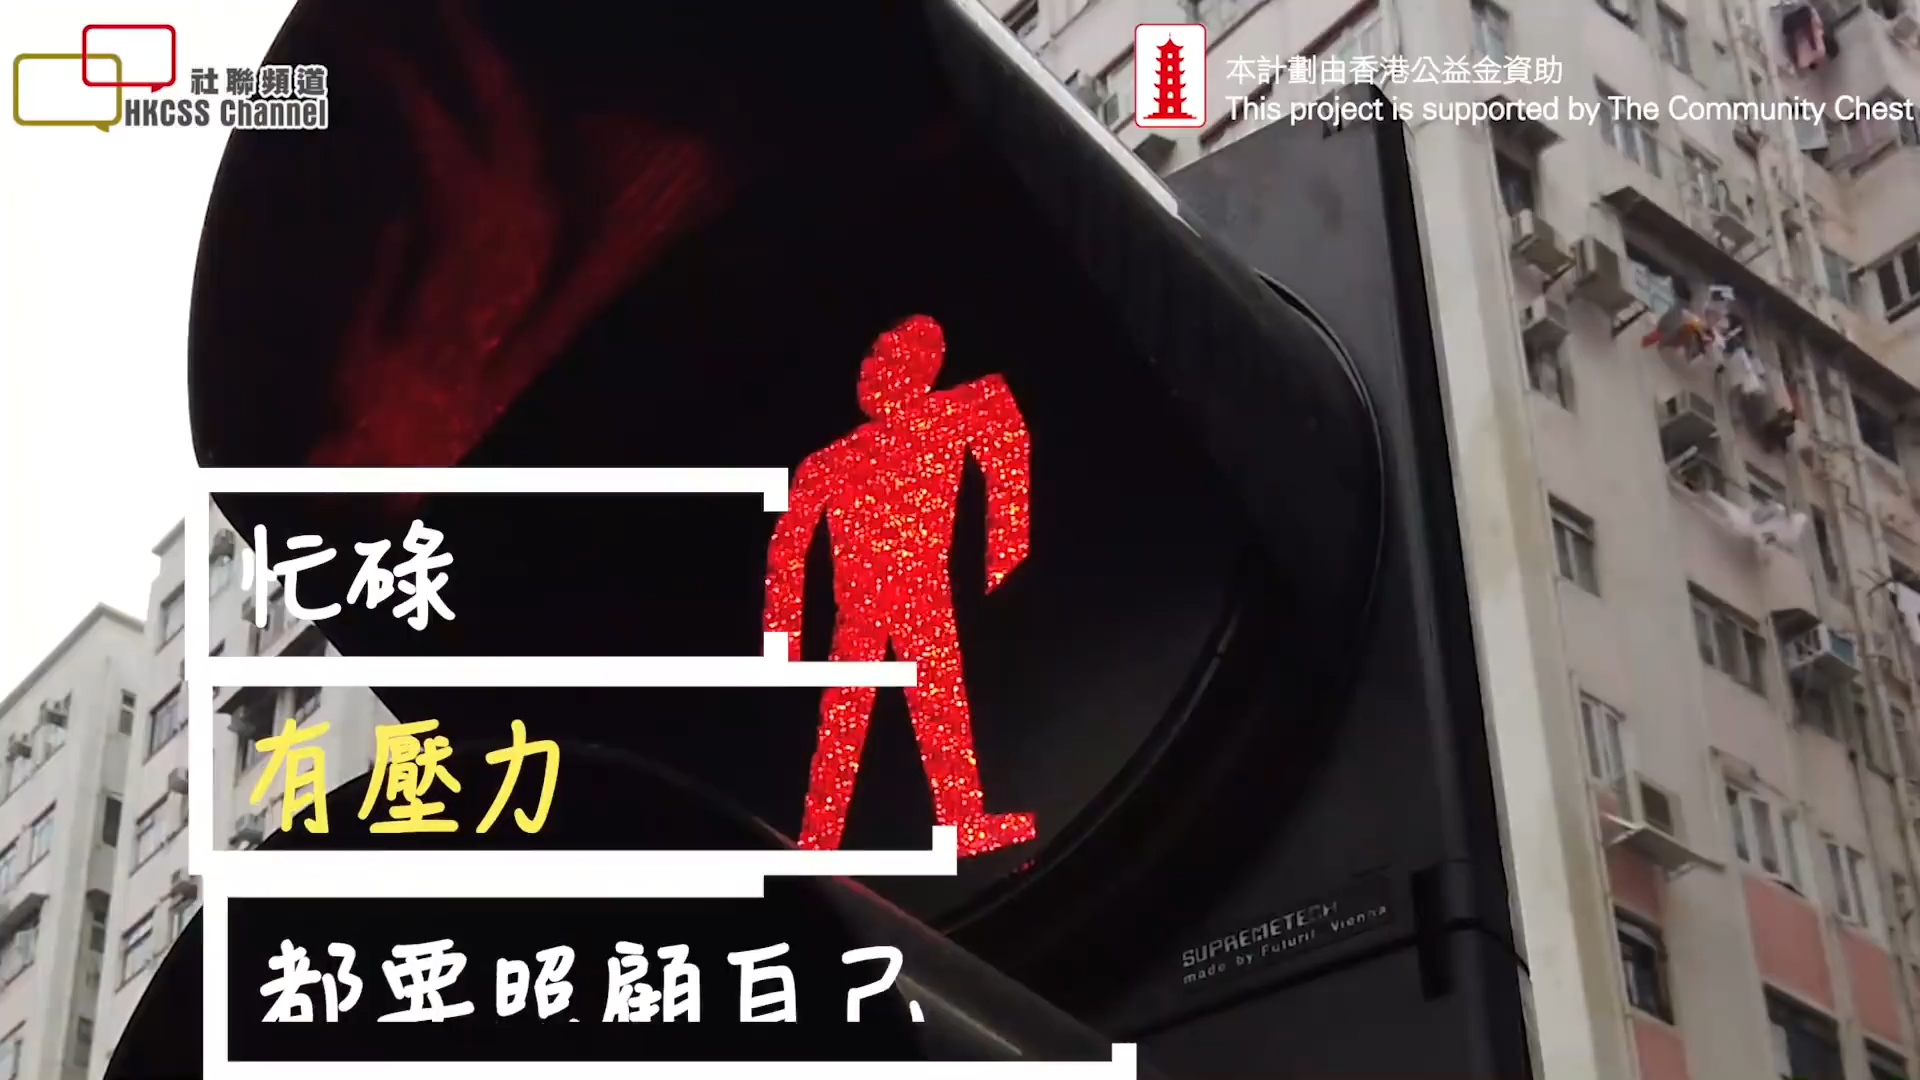 社聯頻道
HKCSS Channel
本計劃由香港公益金資助
This project is supported by The Community Chest
忙碌
有壓力
都要照顧自己
SUPREMETECH
made by Futurit Vienna